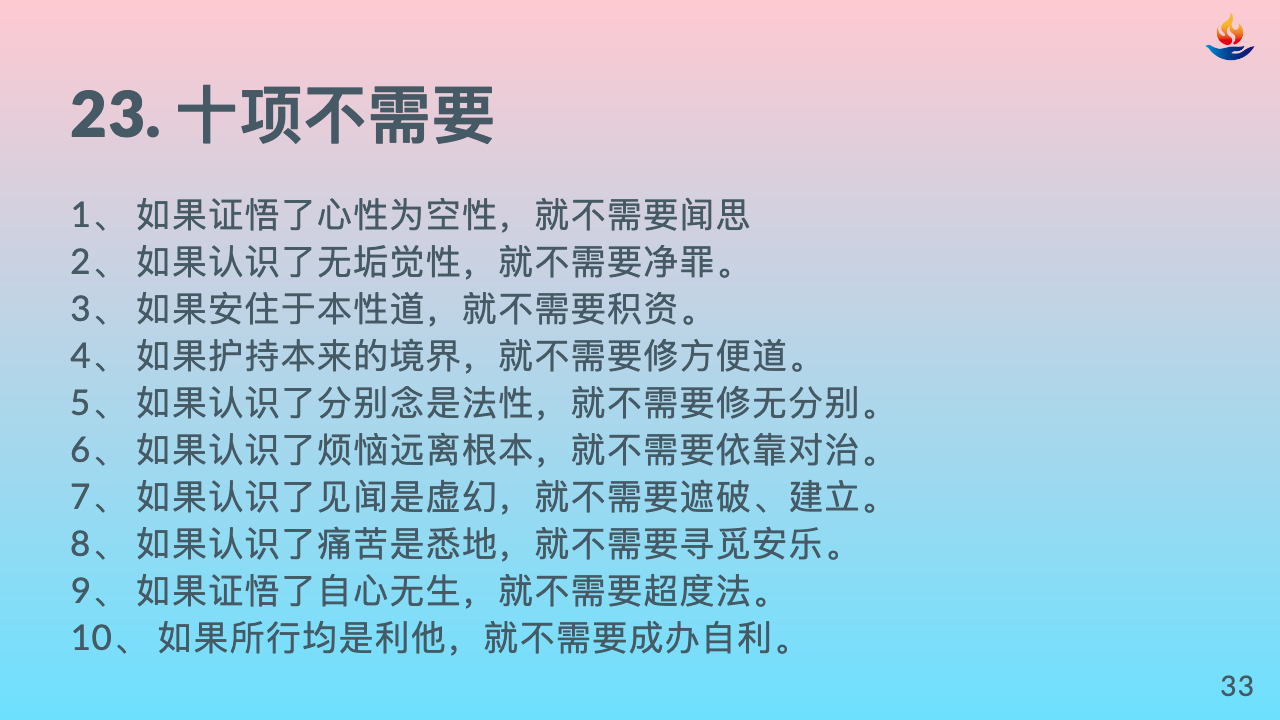 23. 十项不需要
1、 如果证悟了心性为空性，就不需要闻思
2、 如果认识了无垢觉性，就不需要净罪。
3、 如果安住于本性道，就不需要积资。
4、 如果护持本来的境界，就不需要修方便道。
5、 如果认识了分别念是法性，就不需要修无分别。
6、 如果认识了烦恼远离根本，就不需要依靠对治。
7、 如果认识了见闻是虚幻，就不需要遮破、建立。
8、 如果认识了痛苦是悉地，就不需要寻觅安乐。
9、 如果证悟了自心无生，就不需要超度法。
10、 如果所行均是利他，就不需要成办自利。
33